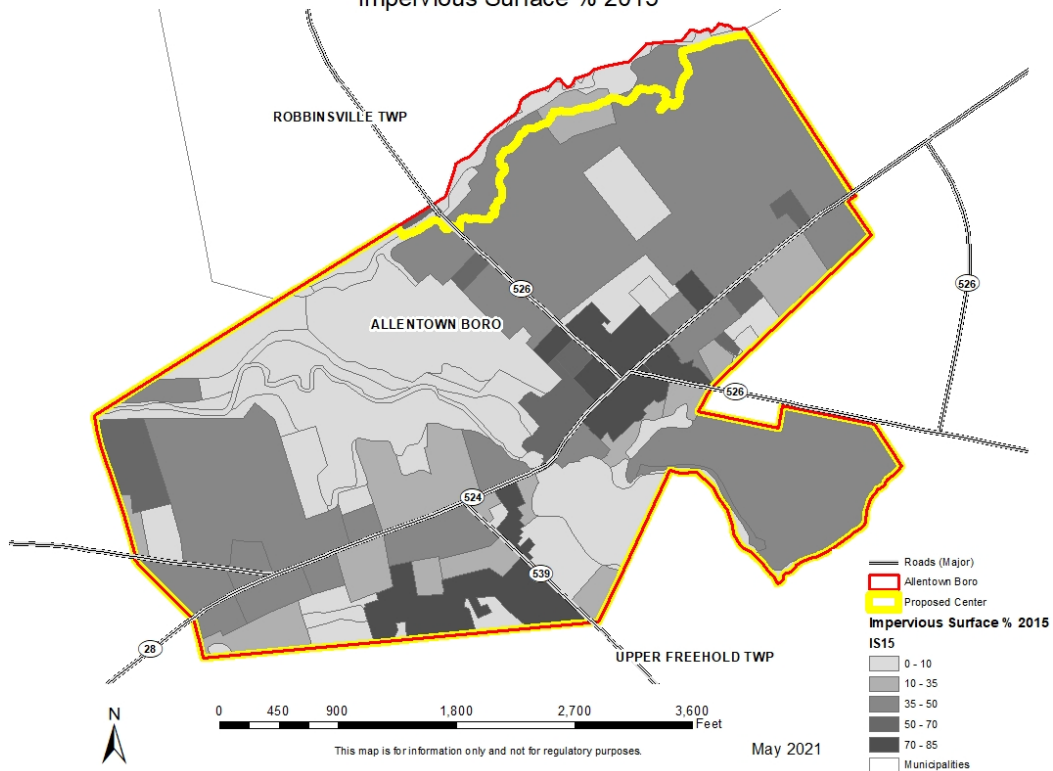 Impervious Surface % 2015
ROBBINSVILLE TWP
526
526
ALLENTOWN BORO
526
524
539
28
UPPER FREEHOLD TWP
Roads (Major)
Allentown Boro
Proposed Center
Impervious Surface % 2015
IS15
0 - 10
10 - 35
35 - 50
50 - 70
70 - 85
Municipalities
N
0 450 900 1,800 2,700 3,600
Feet
This map is for information only and not for regulatory purposes.
May 2021